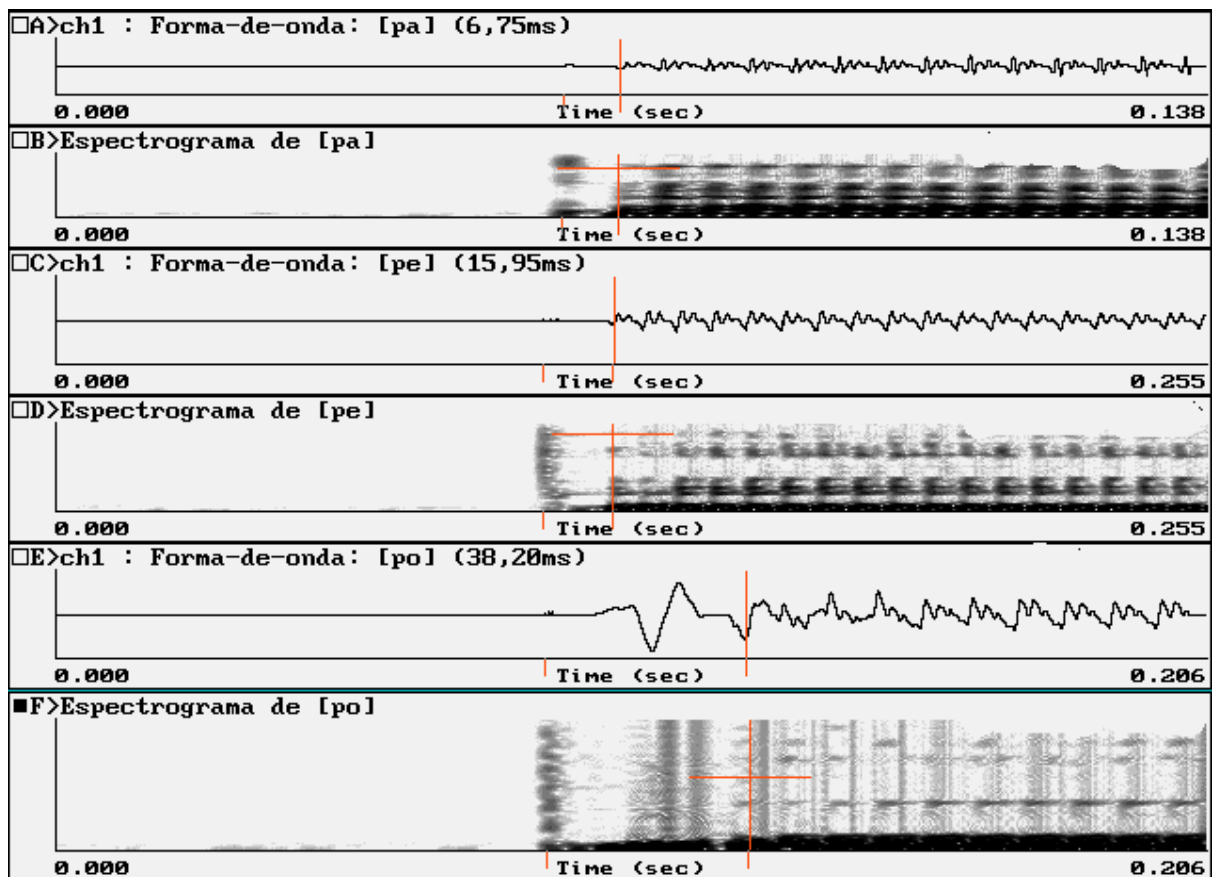 □A>ch1 : Forma-de-onda: [pa] (6,75ms)
0.000 Time (sec) 0.138
□B>Espectrograma de [pa]
0.000 Time (sec) 0.138
□C>ch1 : Forma-de-onda: [pe] (15,95ms)
0.000 Time (sec) 0.255
□D>Espectrograma de [pe]
0.000 Time (sec) 0.255
□E>ch1 : Forma-de-onda: [po] (38,20ms)
0.000 Time (sec) 0.206
■F>Espectrograma de [po]
0.000 Time (sec) 0.206